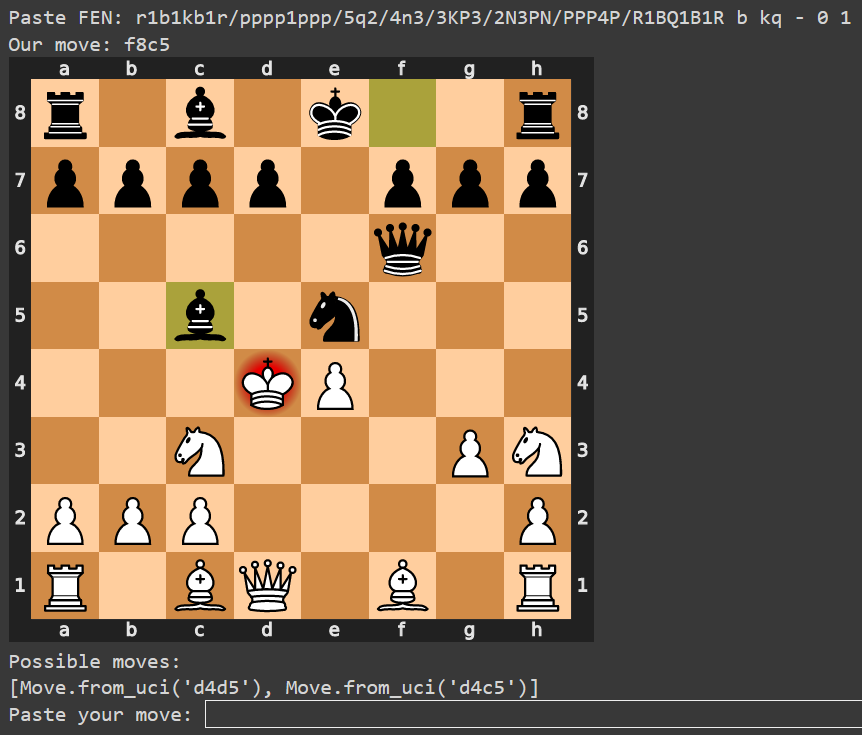 Paste FEN: r1b1kb1r/pppp1ppp/5q2/4n3/3KP3/2N3PN/PPP4P/R1BQ1B1R b kq - 0 1
Our move: f8c5
a b c d e f g h
8 8
7 7
6 6
5 5
4 4
3 3
2 2
1 1
a b c d e f g h
Possible moves:
[Move.from_uci('d4d5'), Move.from_uci('d4c5')]
Paste your move: